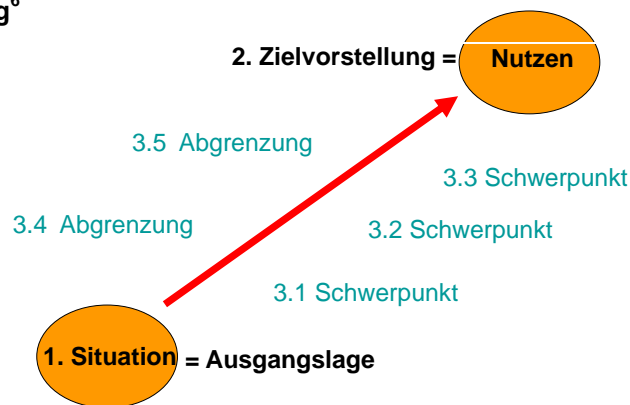 g6
2. Zielvorstellung = Nutzen
3.5 Abgrenzung
3.3 Schwerpunkt
3.4 Abgrenzung
3.2 Schwerpunkt
3.1 Schwerpunkt
1. Situation = Ausgangslage